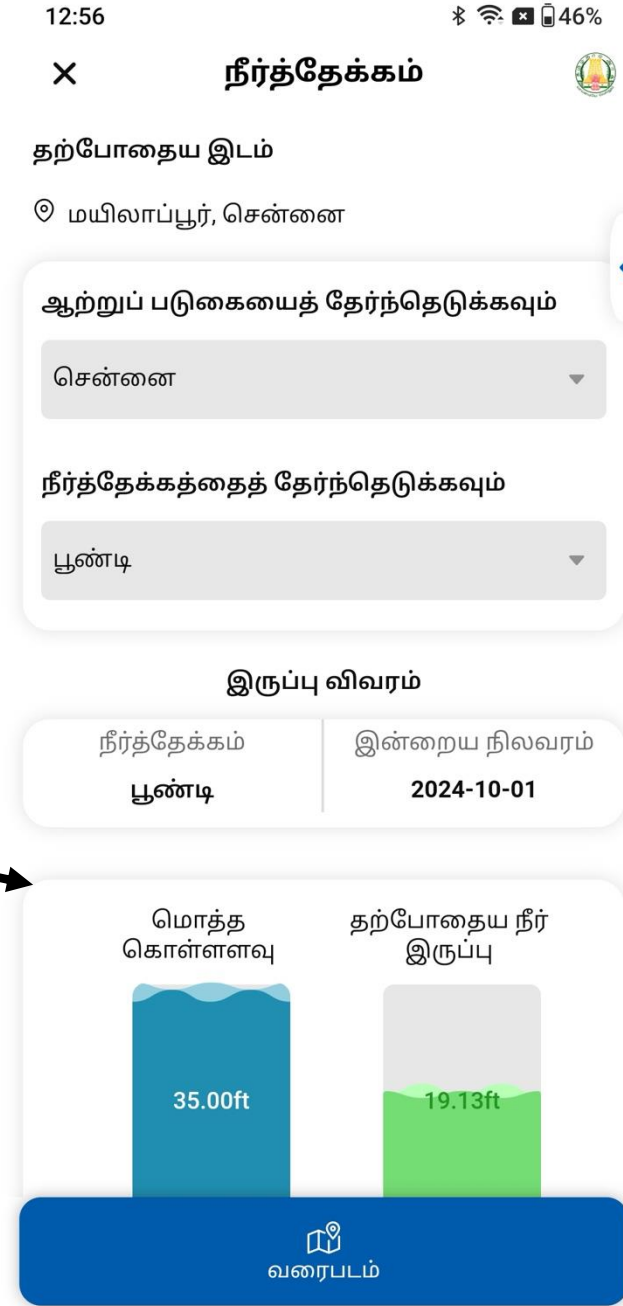 12:56
46%
நீர்த்தேக்கம்
தற்போதைய இடம்
மயிலாப்பூர், சென்னை
ஆற்றுப் படுகையைத் தேர்ந்தெடுக்கவும்
சென்னை
நீர்த்தேக்கத்தைத் தேர்ந்தெடுக்கவும்
பூண்டி
இருப்பு விவரம்
நீர்த்தேக்கம்
பூண்டி
இன்றைய நிலவரம்
2024-10-01
மொத்த
கொள்ளளவு
35.00ft
தற்போதைய நீர்
இருப்பு
19.13ft
வரைபடம்